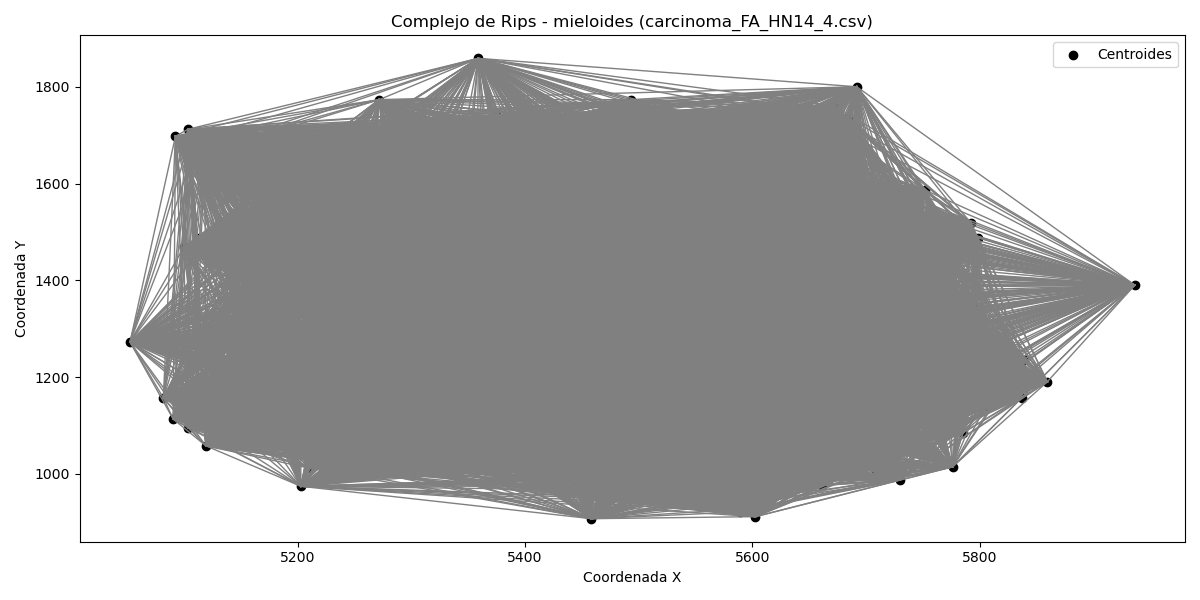 Complejo de Rips - mieloides (carcinoma_FA_HN14_4.csv)
Centroides
1800
1600
1400
1200
1000
Coordenada Y
5200 5400 5600 5800
Coordenada X